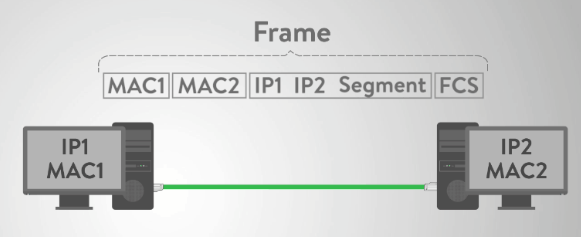 Frame
MAC1 MAC2 IP1 IP2 Segment FCS
IP1
MAC1
IP2
MAC2